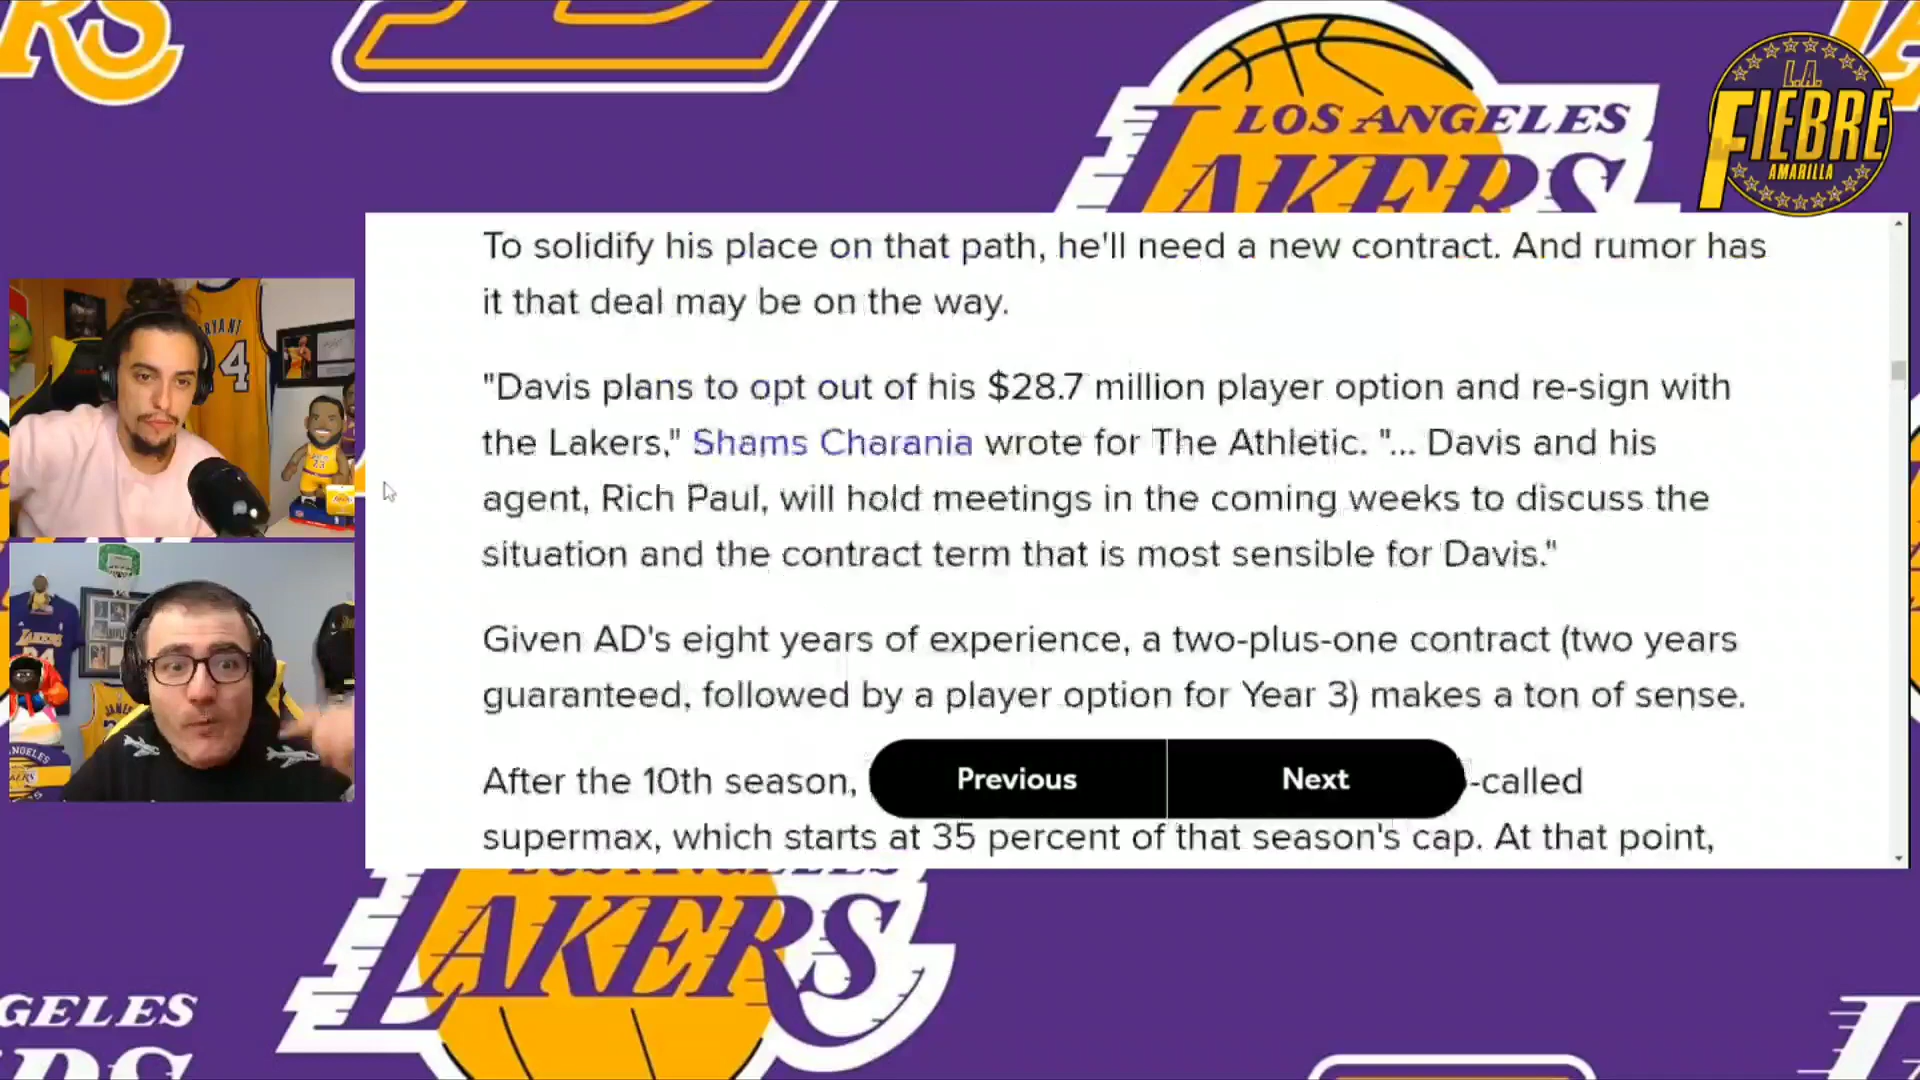 RS
LOS ANGELES
LAKERS
L.A.
FIEBRE
AMARILLA
To solidify his place on that path, he'll need a new contract. And rumor has
it that deal may be on the way.
"Davis plans to opt out of his $28.7 million player option and re-sign with
the Lakers," Shams Charania wrote for The Athletic. "... Davis and his
agent, Rich Paul, will hold meetings in the coming weeks to discuss the
situation and the contract term that is most sensible for Davis."
Given AD's eight years of experience, a two-plus-one contract (two years
guaranteed, followed by a player option for Year 3) makes a ton of sense.
After the 10th season,
Previous
Next
-called
supermax, which starts at 35 percent of that season's cap. At that point,
RYANT
24
LAKERS
JAMES
LAKERS
GELES